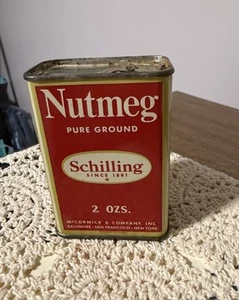 Nutmeg
PURE GROUND
Schilling
SINCE 1881
2 OZS.
McCORMICK & COMPANY, INC.
BALTIMORE · SAN FRANCISCO · NEW YORK